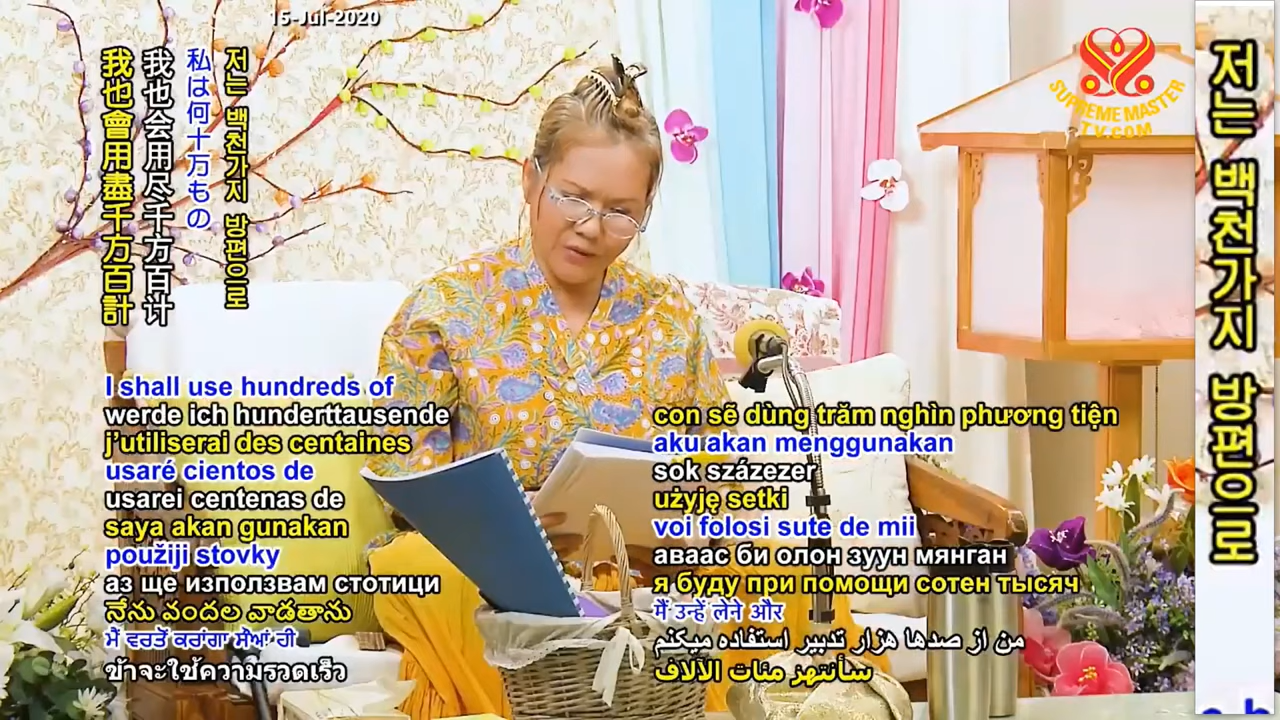 15-Jul-2020
SUPREME MASTER
TV.COM
저는 백천가지 방편으로
私は何十万もの
我也会用尽千方百计
我也會用盡千方百計
I shall use hundreds of
werde ich hunderttausende
j’utiliserai des centaines
usaré cientos de
usarei centenas de
saya akan gunakan
použiji stovky
аз ще използвам стотици
నేను వందల వాడతాను
ਮੈਂ ਵਰਤੋਂ ਕਰਾਂਗਾ ਸੈਂਆਂ ਹੀ
ข้าจะใช้ความรวดเร็ว
con sẽ dùng trăm nghìn phương tiện
aku akan menggunakan
sok százezer
użyję setki
voi folosi sute de mii
аваас би олон зуун мянган
я буду при помощи сотен тысяч
मैं उन्हें लेने और
من از صدها هزار تدبیر استفاده میکنم
سأنتهز مئات الآلاف
저는 백천가지 방편으로